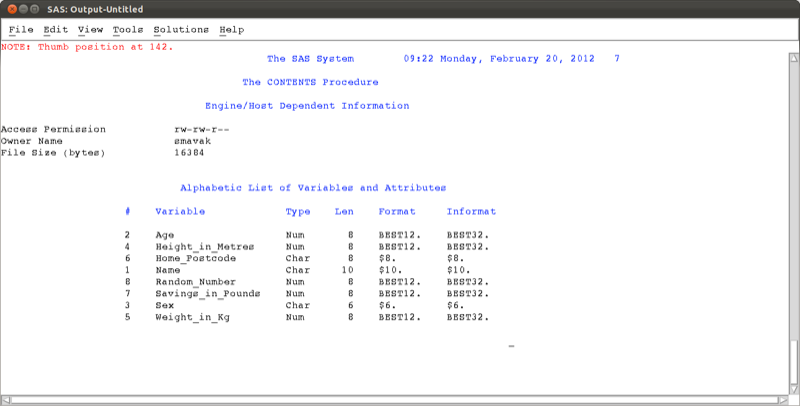 SAS: Output-Untitled
File Edit View Tools Solutions Help
NOTE: Thumb position at 142.
The SAS System 09:22 Monday, February 20, 2012 7
The CONTENTS Procedure
Engine/Host Dependent Information
Access Permission rw-rw-r--
Owner Name smavak
File Size (bytes) 16384
Alphabetic List of Variables and Attributes
# Variable Type Len Format Informat
2 Age Num 8 BEST12. BEST32.
4 Height_in_Metres Num 8 BEST12. BEST32.
6 Home_Postcode Char 8 $8. $8.
1 Name Char 10 $10. $10.
8 Random_Number Num 8 BEST12. BEST32.
7 Savings_in_Pounds Num 8 BEST12. BEST32.
3 Sex Char 6 $6. $6.
5 Weight_in_Kg Num 8 BEST12. BEST32.